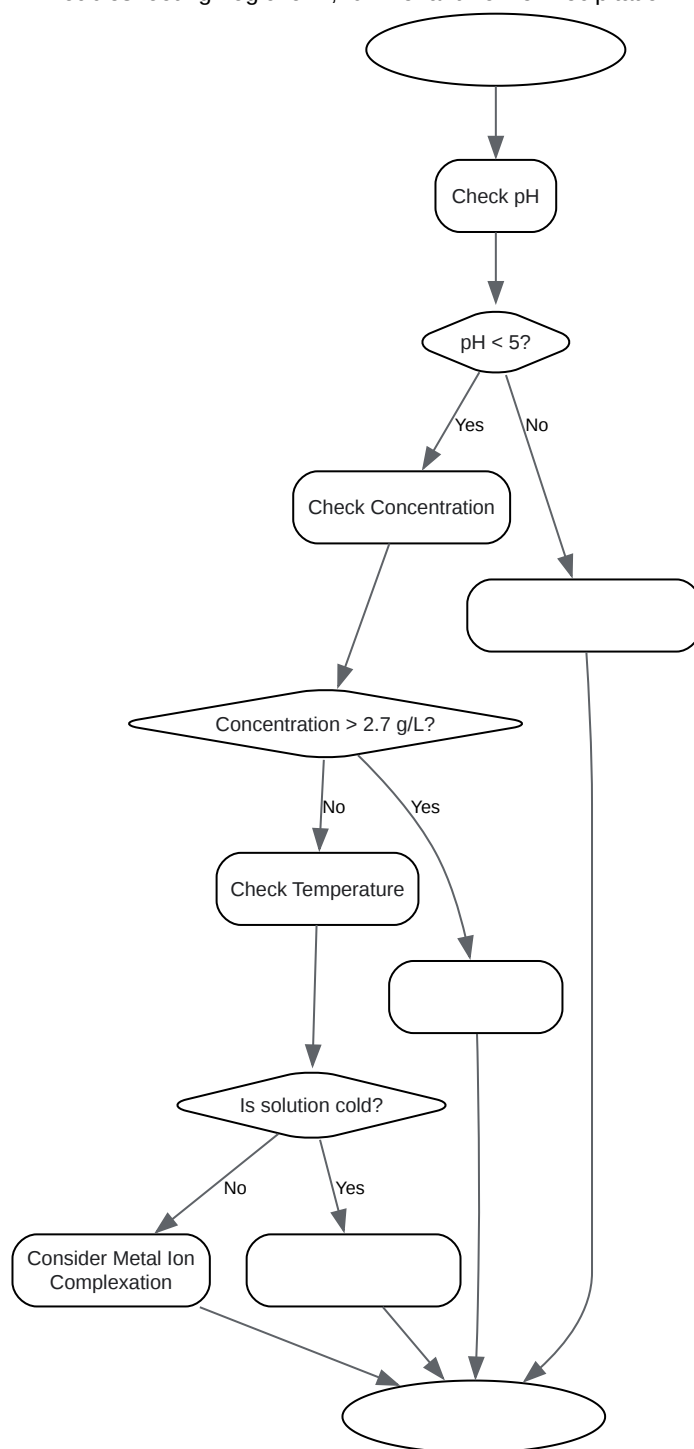 Check pH
pH < 5?
Yes
No
Check Concentration
Concentration > 2.7 g/L?
No
Yes
Check Temperature
Is solution cold?
No
Yes
Consider Metal Ion
Complexation